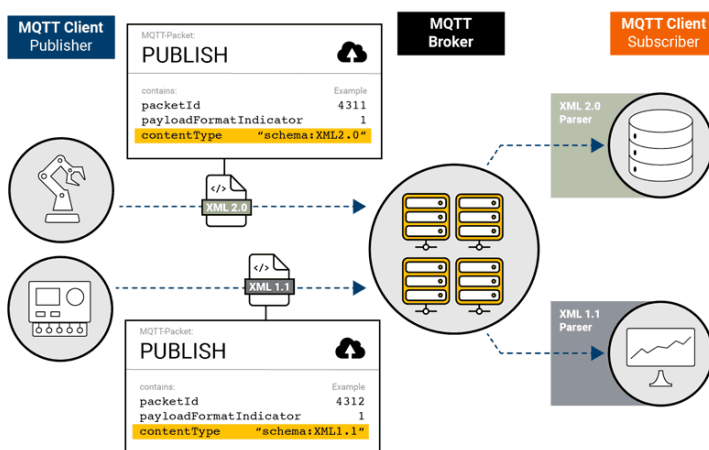 MQTT Client
Publisher
MQTT-Packet:
PUBLISH
contains: Example
packetId 4311
payloadFormatIndicator 1
contentType “schema:XML2.0”
MQTT
Broker
MQTT Client
Subscriber
XML 2.0
Parser
</>
XML 2.0
</>
XML 1.1
XML 1.1
Parser
MQTT-Packet:
PUBLISH
contains: Example
packetId 4312
payloadFormatIndicator 1
contentType “schema:XML1.1”